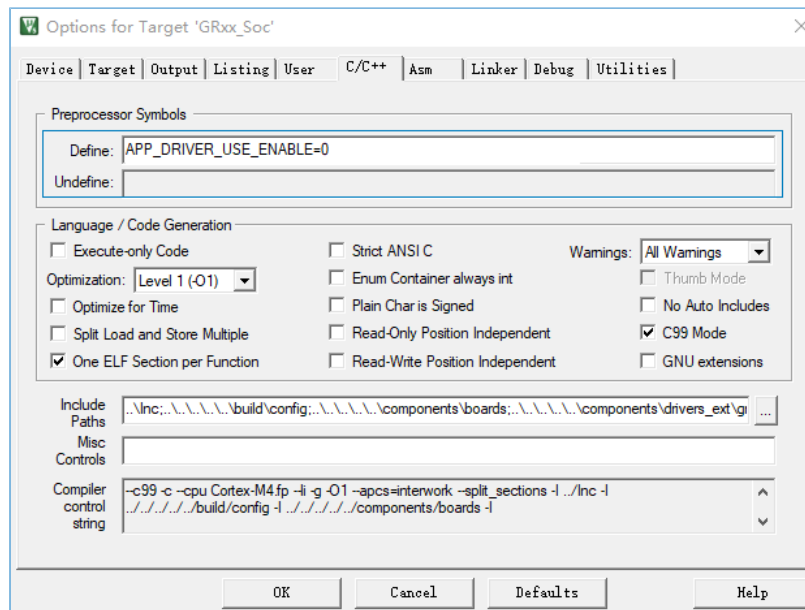 Options for Target 'GRxx_Soc'
Device Target Output Listing User C/C++ Asm Linker Debug Utilities
Preprocessor Symbols
Define: APP_DRIVER_USE_ENABLE=0
Undefine:
Language / Code Generation
Execute-only Code Strict ANSI C Warnings: All Warnings
Optimization: Level 1 (-O1) Enum Container always int Thumb Mode
Optimize for Time Plain Char is Signed No Auto Includes
Split Load and Store Multiple Read-Only Position Independent C99 Mode
One ELF Section per Function Read-Write Position Independent GNU extensions
Include Paths ..\Inc;..\..\..\..\..\build\config;..\..\..\..\..\components\boards;..\..\..\..\..\components\drivers_ext\gr ...
Misc Controls
Compiler control string --c99 -c --cpu Cortex-M4.fp --li -g -O1 --apcs=interwork --split_sections -I ../Inc -I
../../../../../build/config -I ../../../../../components/boards -I
OK Cancel Defaults Help